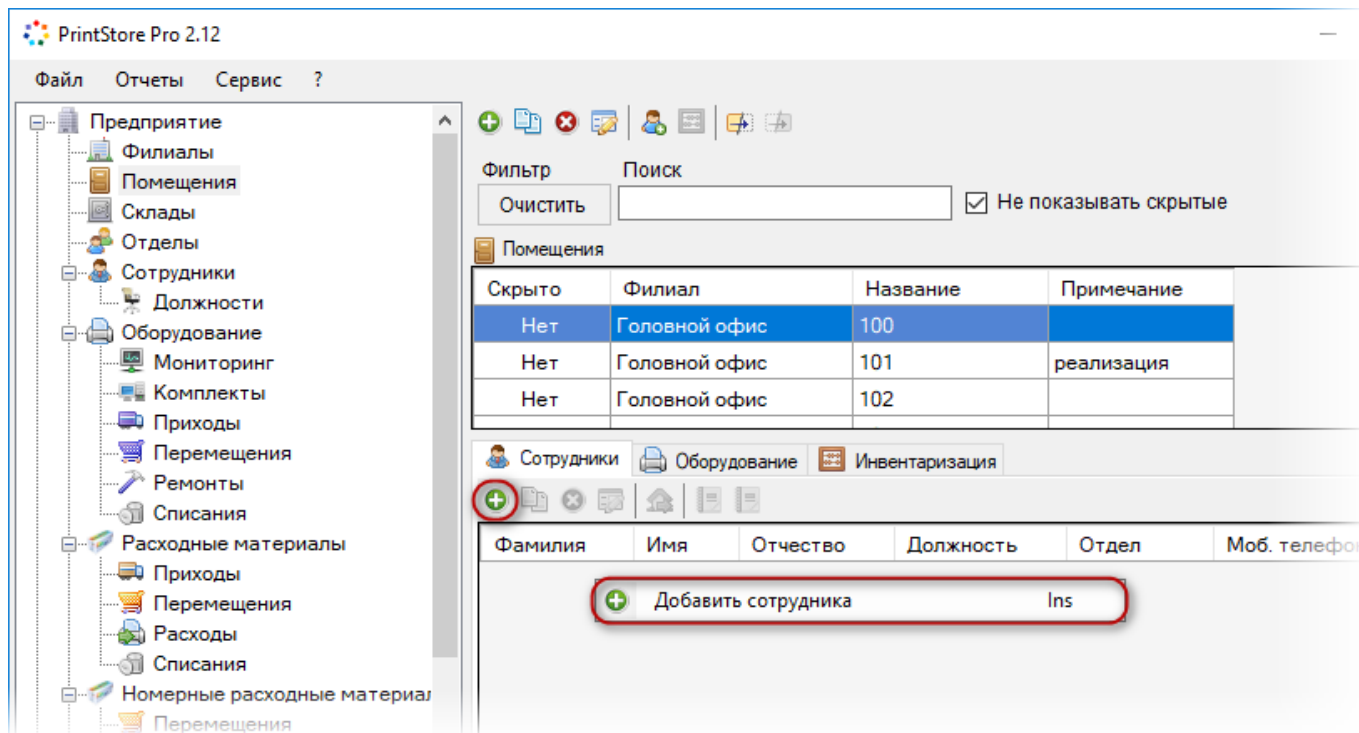 PrintStore Pro 2.12
Файл Отчеты Сервис ?
Предприятие
Филиалы
Помещения
Склады
Отделы
Сотрудники
Должности
Оборудование
Мониторинг
Комплекты
Приходы
Перемещения
Ремонты
Списания
Расходные материалы
Приходы
Перемещения
Расходы
Списания
Номерные расходные материал
Перемещения
Фильтр Поиск
Очистить Не показывать скрытые
Помещения
Скрыто Филиал Название Примечание
Нет Головной офис 100
Нет Головной офис 101 реализация
Нет Головной офис 102
Сотрудники Оборудование Инвентаризация
Фамилия Имя Отчество Должность Отдел Моб. телефо
Добавить сотрудника Ins